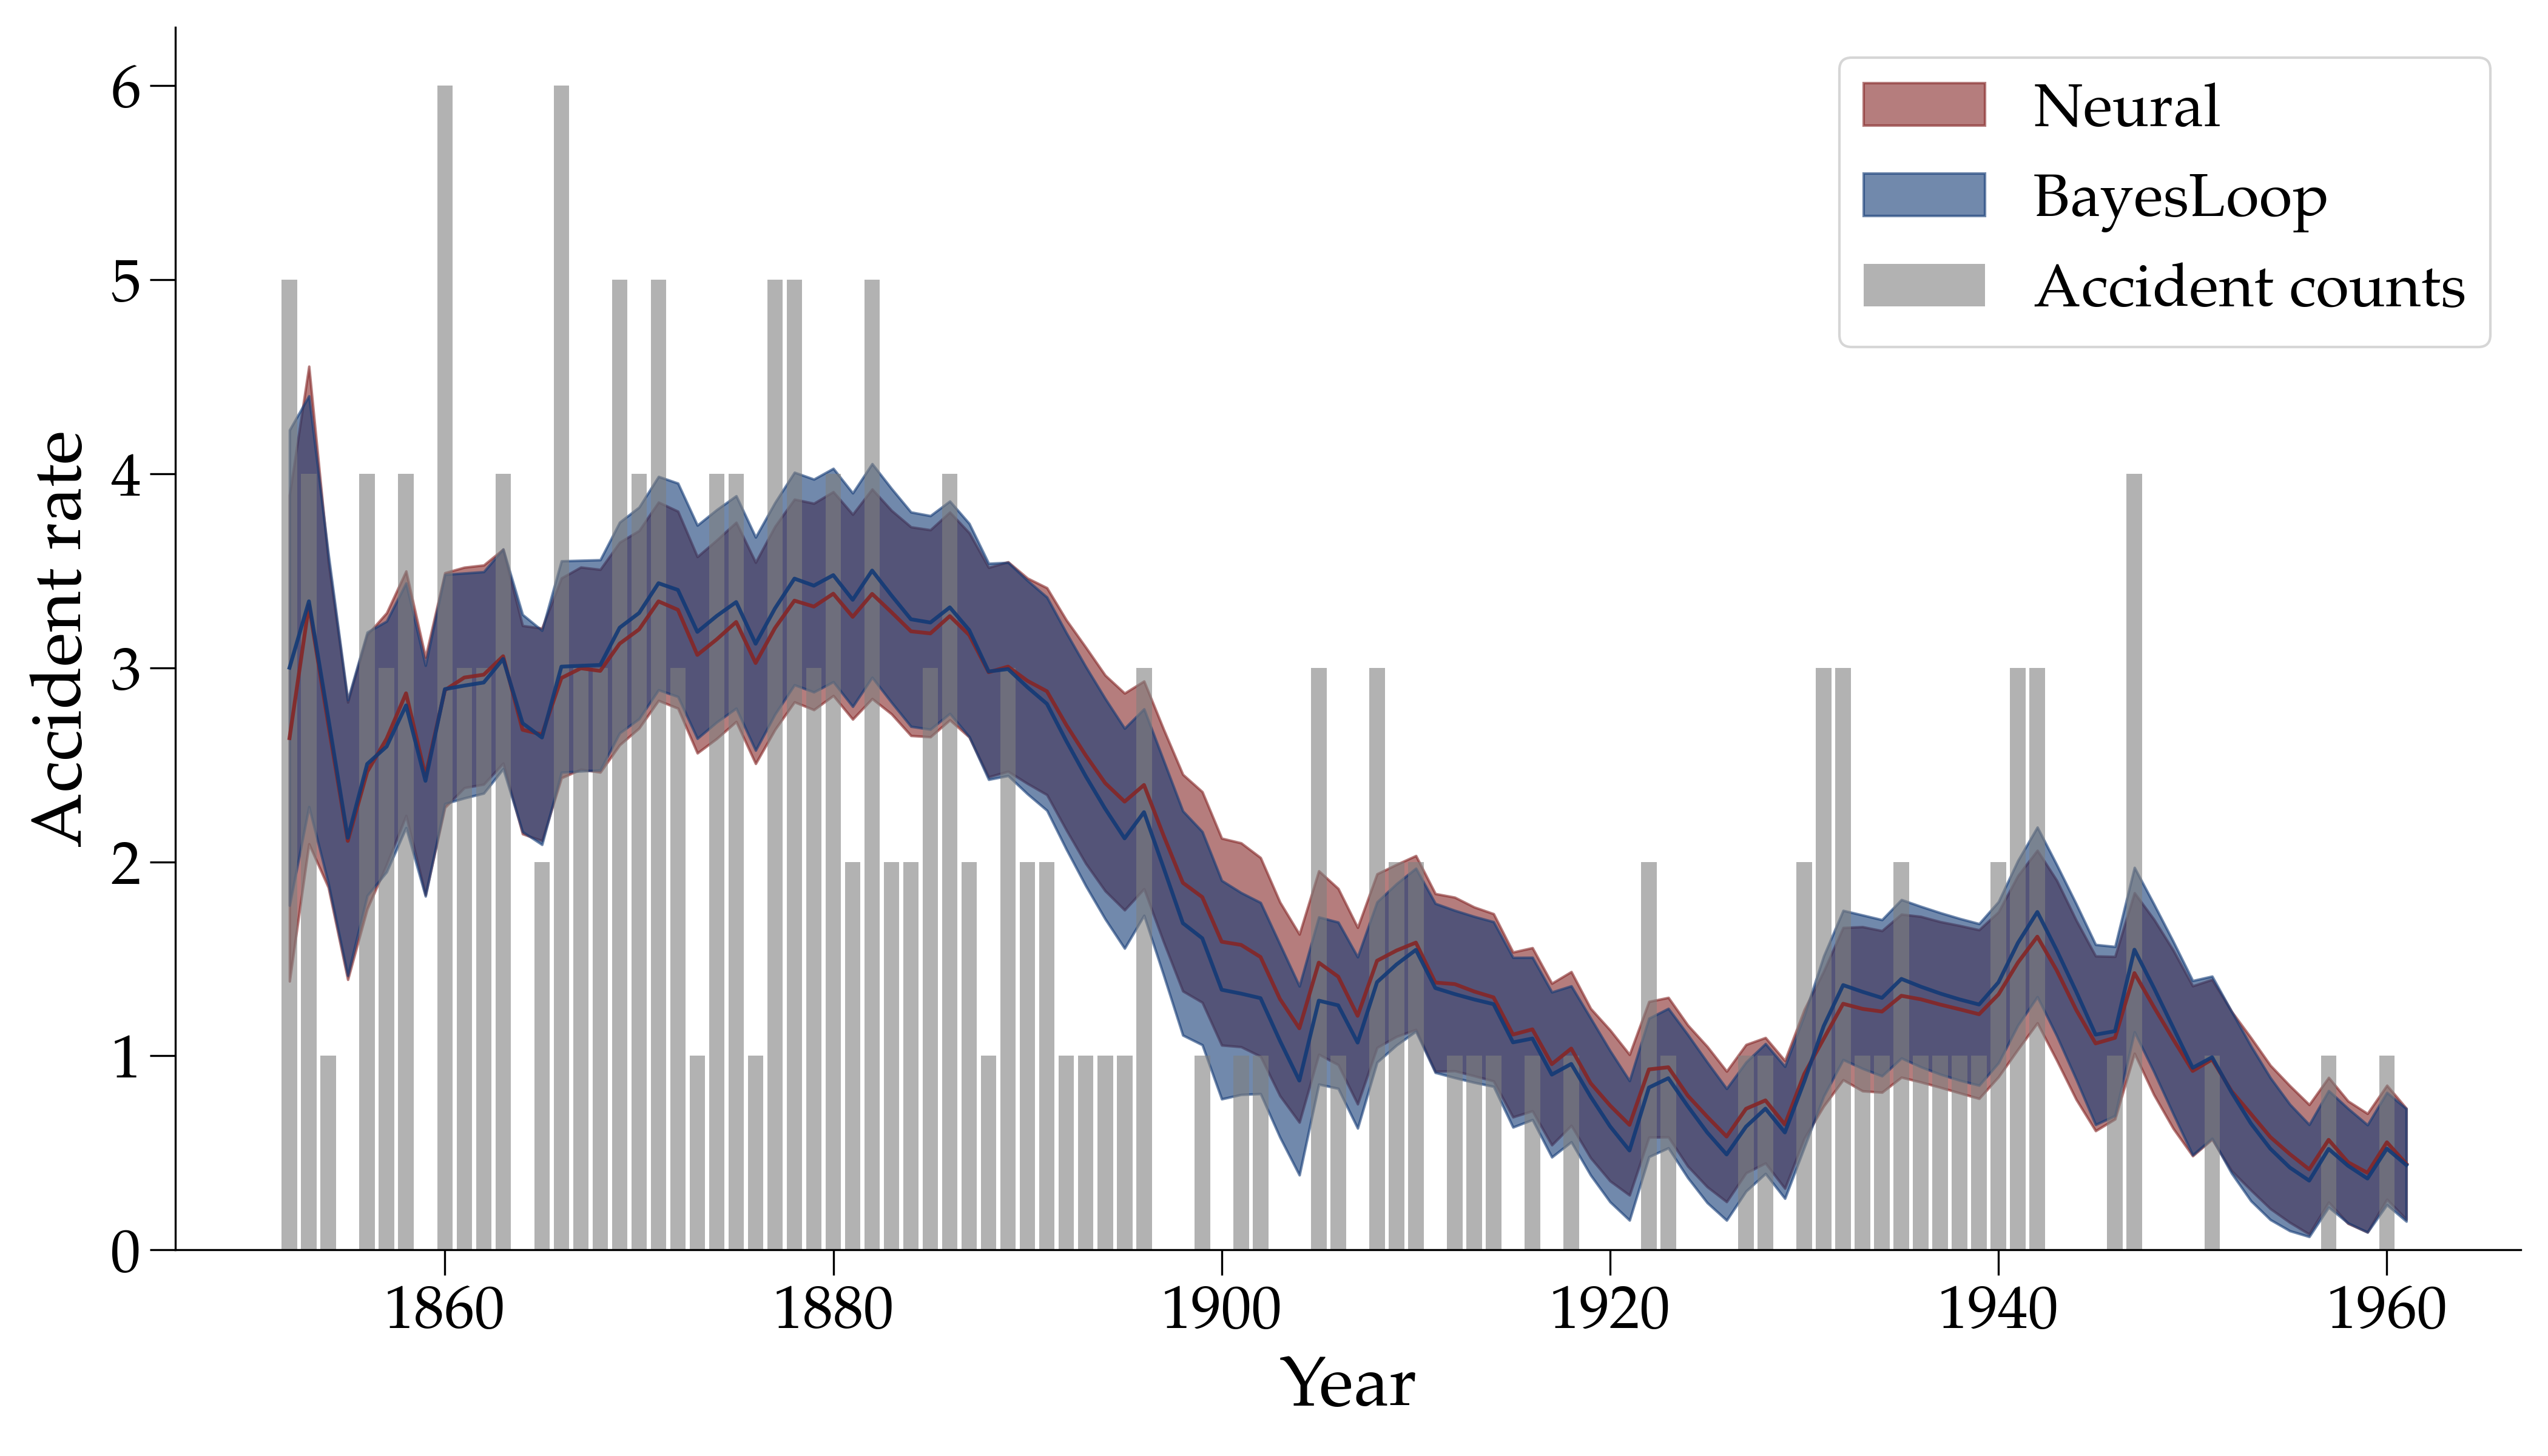 Neural
BayesLoop
Accident counts
Accident rate
6
5
4
3
2
1
0
1860 1880 1900 1920 1940 1960
Year